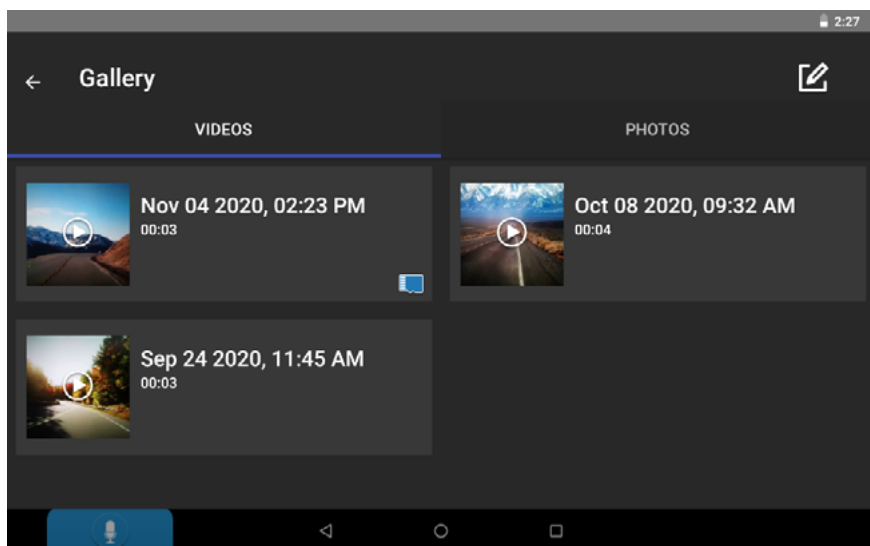 2:27
Gallery
VIDEOS
PHOTOS
Nov 04 2020, 02:23 PM
00:03
Oct 08 2020, 09:32 AM
00:04
Sep 24 2020, 11:45 AM
00:03